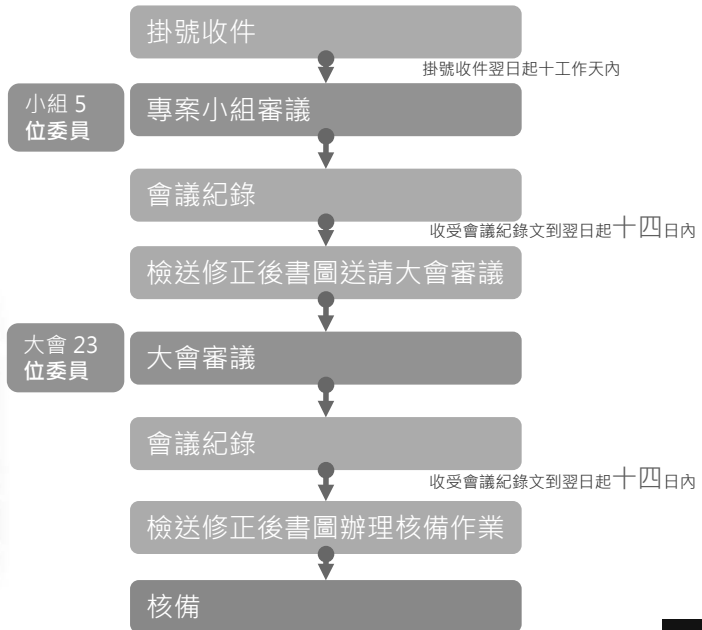 掛號收件
掛號收件翌日起十工作天內
小組 5
位委員
專案小組審議
會議紀錄
收受會議紀錄文到翌日起十四日內
檢送修正後書圖送請大會審議
大會 23
位委員
大會審議
會議紀錄
收受會議紀錄文到翌日起十四日內
檢送修正後書圖辦理核備作業
核備